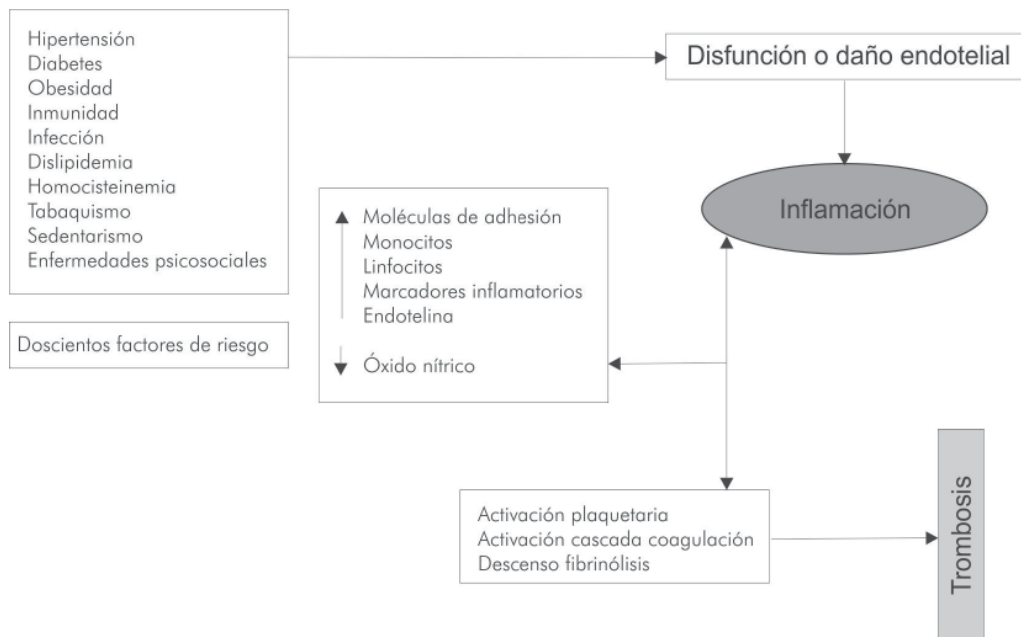 Hipertensión
Diabetes
Obesidad
Inmunidad
Infección
Dislipidemia
Homocisteinemia
Tabaquismo
Sedentarismo
Enfermedades psicosociales
Doscientos factores de riesgo
Disfunción o daño endotelial
Inflamación
Moléculas de adhesión
Monocitos
Linfocitos
Marcadores inflamatorios
Endotelina
Óxido nítrico
Activación plaquetaria
Activación cascada coagulación
Descenso fibrinólisis
Trombosis